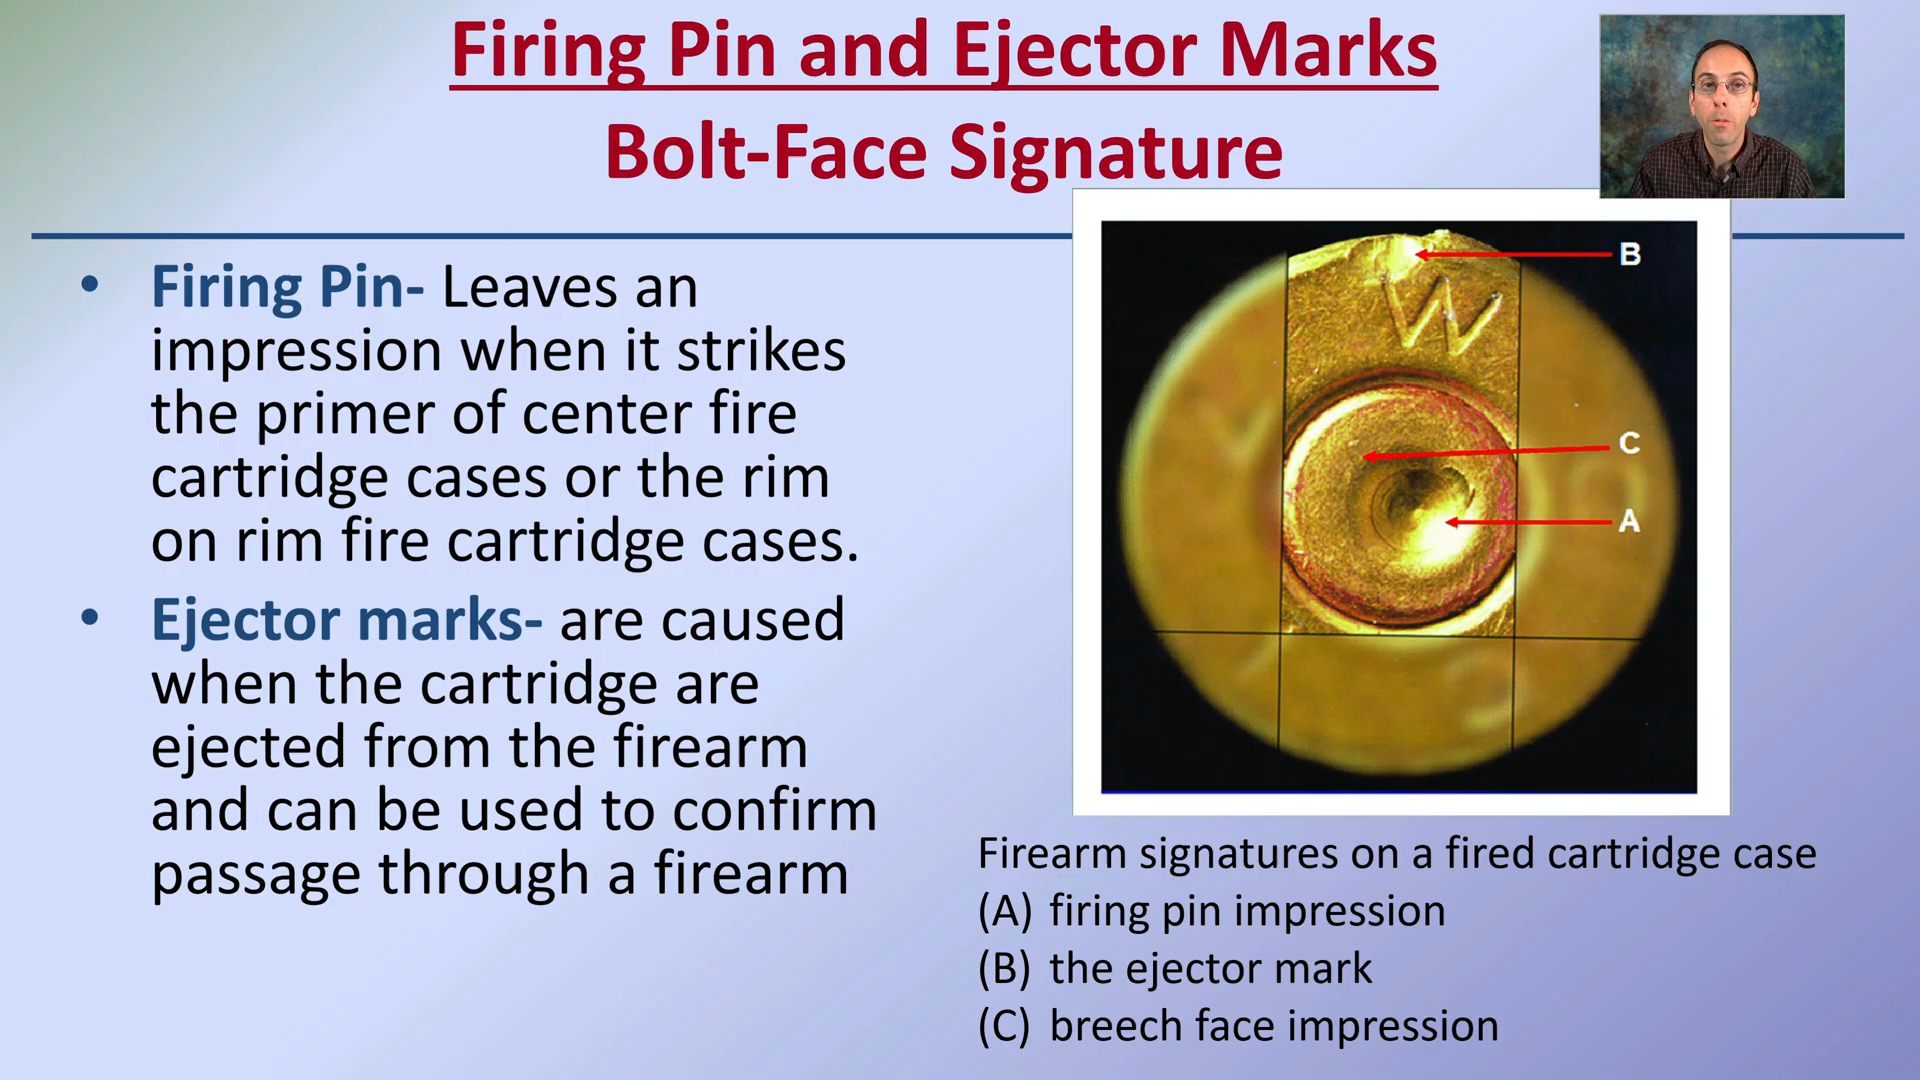 Firing Pin and Ejector Marks
Bolt-Face Signature
• Firing Pin- Leaves an
impression when it strikes
the primer of center fire
cartridge cases or the rim
on rim fire cartridge cases.
• Ejector marks- are caused
when the cartridge are
ejected from the firearm
and can be used to confirm
passage through a firearm
B
W
C
A
Firearm signatures on a fired cartridge case
(A) firing pin impression
(B) the ejector mark
(C) breech face impression